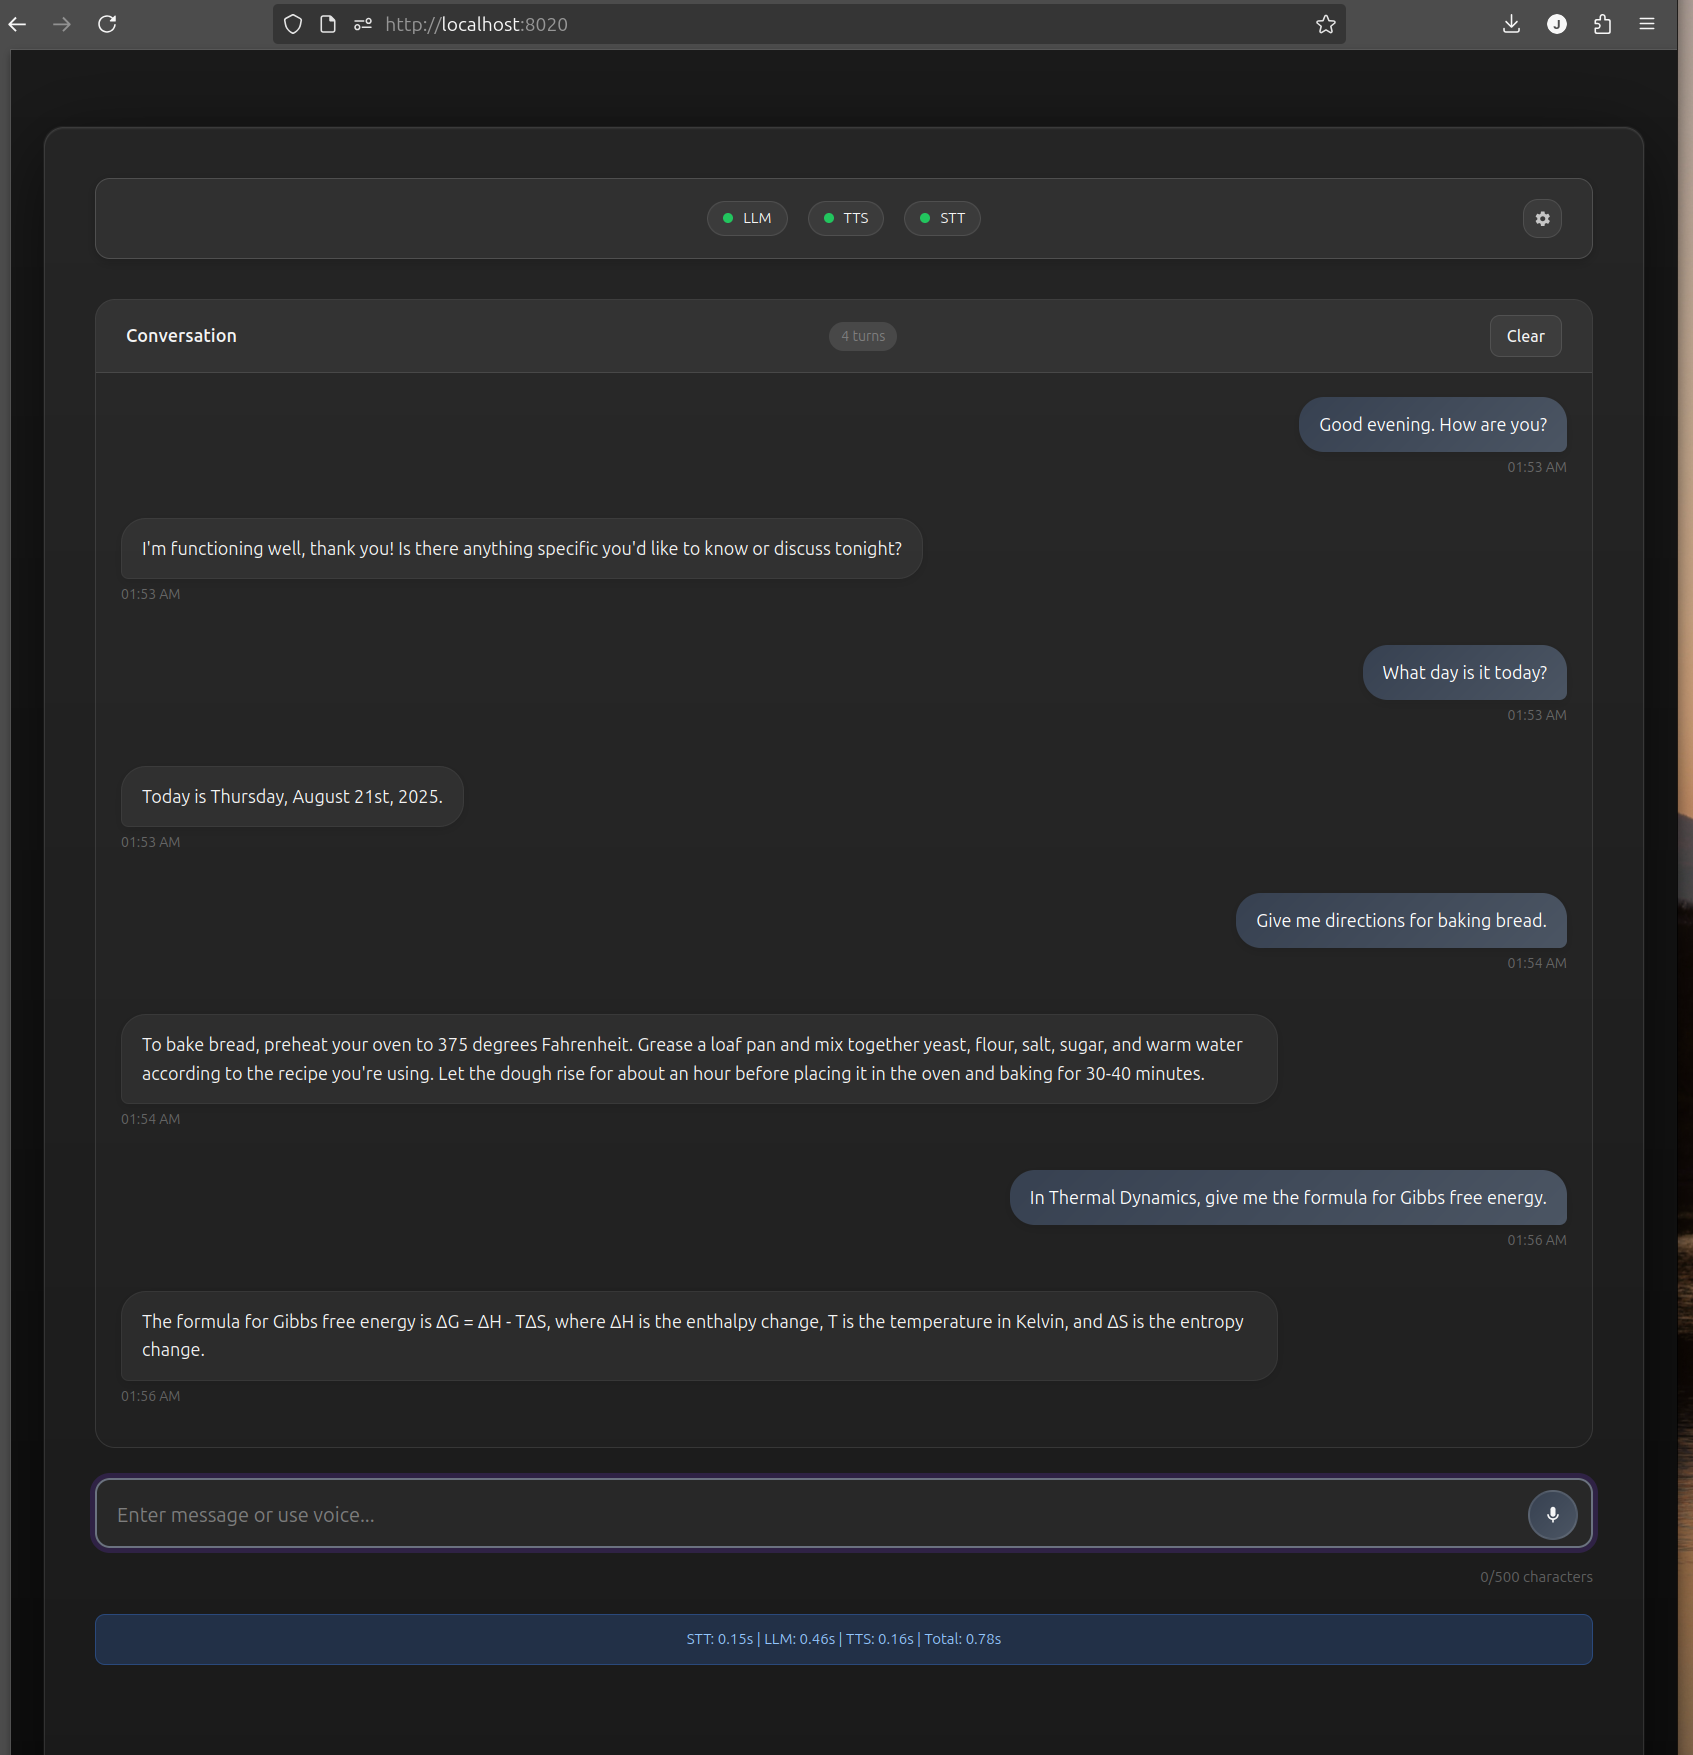 http://localhost:8020
J
LLM
TTS
STT
Conversation
4 turns
Clear
Good evening. How are you?
01:53 AM
I'm functioning well, thank you! Is there anything specific you'd like to know or discuss tonight?
01:53 AM
What day is it today?
01:53 AM
Today is Thursday, August 21st, 2025.
01:53 AM
Give me directions for baking bread.
01:54 AM
To bake bread, preheat your oven to 375 degrees Fahrenheit. Grease a loaf pan and mix together yeast, flour, salt, sugar, and warm water
according to the recipe you're using. Let the dough rise for about an hour before placing it in the oven and baking for 30-40 minutes.
01:54 AM
In Thermal Dynamics, give me the formula for Gibbs free energy.
01:56 AM
The formula for Gibbs free energy is ΔG = ΔH - TΔS, where ΔH is the enthalpy change, T is the temperature in Kelvin, and ΔS is the entropy
change.
01:56 AM
Enter message or use voice...
0/500 characters
STT: 0.15s | LLM: 0.46s | TTS: 0.16s | Total: 0.78s